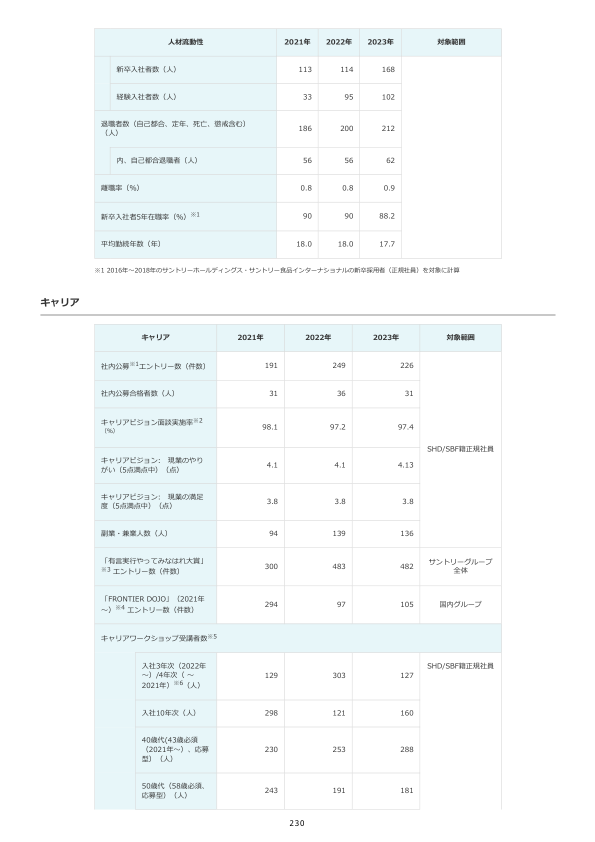 人材流動性 2021年 2022年 2023年 対象範囲
新卒入社者数（人） 113 114 168
経験入社者数（人） 33 95 102
退職者数（自己都合、定年、死亡、懲戒含む）
（人） 186 200 212
内、自己都合退職者（人） 56 56 62
離職率（%） 0.8 0.8 0.9
新卒入社者5年在職率（%）※1 90 90 88.2
平均勤続年数（年） 18.0 18.0 17.7
※1 2016年～2018年のサントリーホールディングス・サントリー食品インターナショナルの新卒採用者（正規社員）を対象に計算
キャリア
キャリア 2021年 2022年 2023年 対象範囲
社内公募※1エントリー数（件数） 191 249 226
社内公募合格者数（人） 31 36 31
キャリアビジョン面談実施率※2
（%） 98.1 97.2 97.4
SHD/SBF籍正規社員
キャリアビジョン:　現業のやり
がい（5点満点中）（点） 4.1 4.1 4.13
キャリアビジョン:　現業の満足
度（5点満点中）（点） 3.8 3.8 3.8
副業・兼業人数（人） 94 139 136
「有言実行やってみなはれ大賞」
※3 エントリー数（件数） 300 483 482
サントリーグループ
全体
「FRONTIER DOJO」（2021年
～）※4 エントリー数（件数） 294 97 105 国内グループ
キャリアワークショップ受講者数※5
入社3年次（2022年
～）/4年次（ ～
2021年）※6（人） 129 303 127
SHD/SBF籍正規社員
入社10年次（人） 298 121 160
40歳代(43歳必須
（2021年～）、応募
型）（人） 230 253 288
50歳代（58歳必須、
応募型）（人） 243 191 181
230